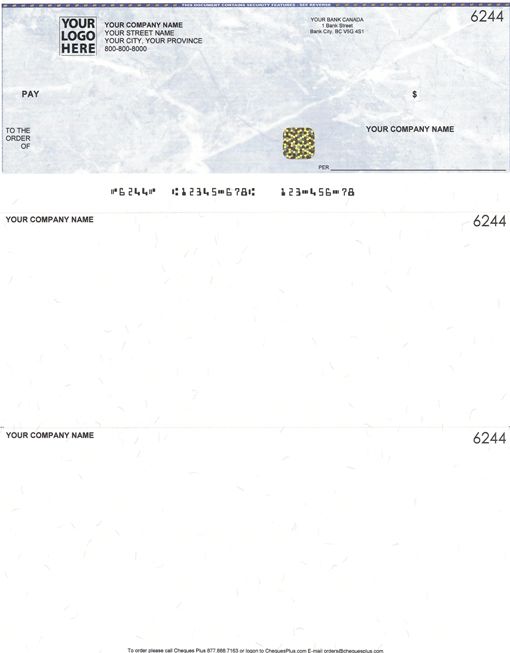 THIS DOCUMENT CONTAINS SECURITY FEATURES - SEE REVERSE
6244
YOUR
LOGO
HERE
YOUR COMPANY NAME
YOUR STREET NAME
YOUR CITY, YOUR PROVINCE
800-800-8000
YOUR BANK CANADA
1 Bank Street
Bank City, BC V5G 4S1
PAY
$
TO THE
ORDER
OF
YOUR COMPANY NAME
PER
⑈6244⑈ ⑆12345⑉678⑆ 123⑉456⑉78
YOUR COMPANY NAME
6244
YOUR COMPANY NAME
6244
To order please call Cheques Plus 877.888.7163 or logon to ChequesPlus.com E-mail orders@chequesplus.com.